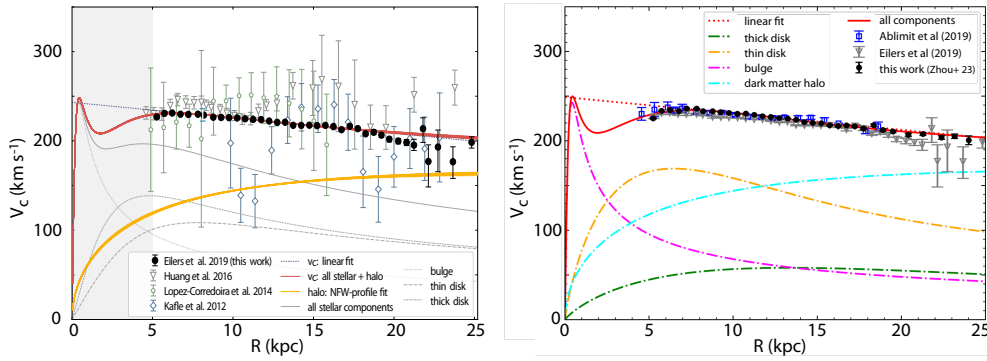 300
200
100
0
V_c (km s⁻¹)
0
5
10
15
20
25
R (kpc)
Eilers et al. 2019 (this work)
Huang et al. 2016
Lopez-Corredoira et al. 2014
Kafle et al. 2012
v_C: linear fit
v_C: all stellar + halo
halo: NFW-profile fit
all stellar components
bulge
thin disk
thick disk
300
200
100
0
V_c (km s⁻¹)
0
5
10
15
20
25
R (kpc)
linear fit
thick disk
thin disk
bulge
dark matter halo
all components
Ablimit et al (2019)
Eilers et al (2019)
this work (Zhou+ 23)